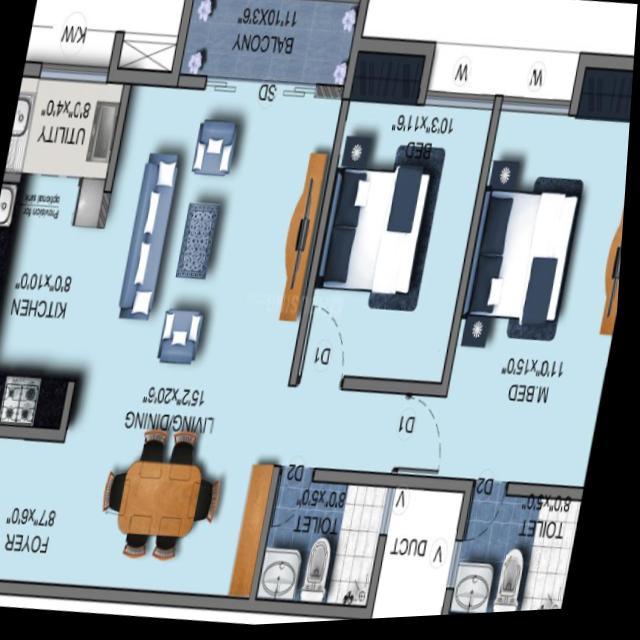 FOYER
8'7"x6'0"
TOILET
8'0"x5'0"
D2
V
DUCT
V
TOILET
8'0"x5'0"
D2
LIVING/DINING
15'2"x20'6"
D1
D1
M.BED
11'0"x15'0"
KITCHEN
8'0"x10'0"
Provision for
optional sink
UTILITY
8'0"x4'0"
BED
10'3"x11'6"
SD
W
W
KW
BALCONY
11'10X3'6"